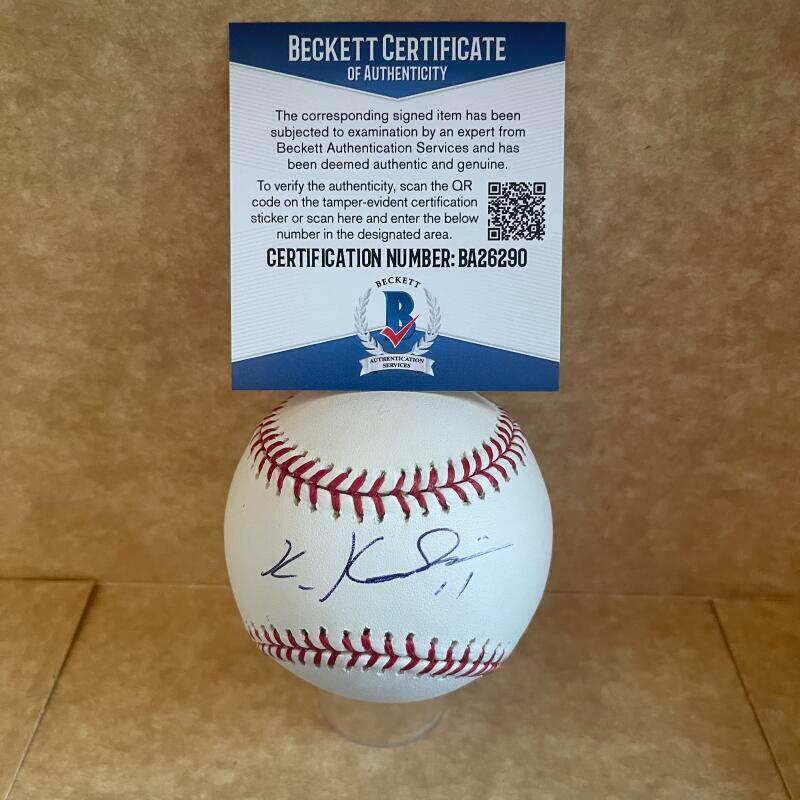 BECKETT CERTIFICATE
OF AUTHENTICITY
The corresponding signed item has been
subjected to examination by an expert from
Beckett Authentication Services and has
been deemed authentic and genuine.
To verify the authenticity, scan the QR
code on the tamper-evident certification
sticker or scan here and enter the below
number in the designated area.
CERTIFICATION NUMBER: BA26290
BECKETT
B
AUTHENTICATION
SERVICES
K.
11